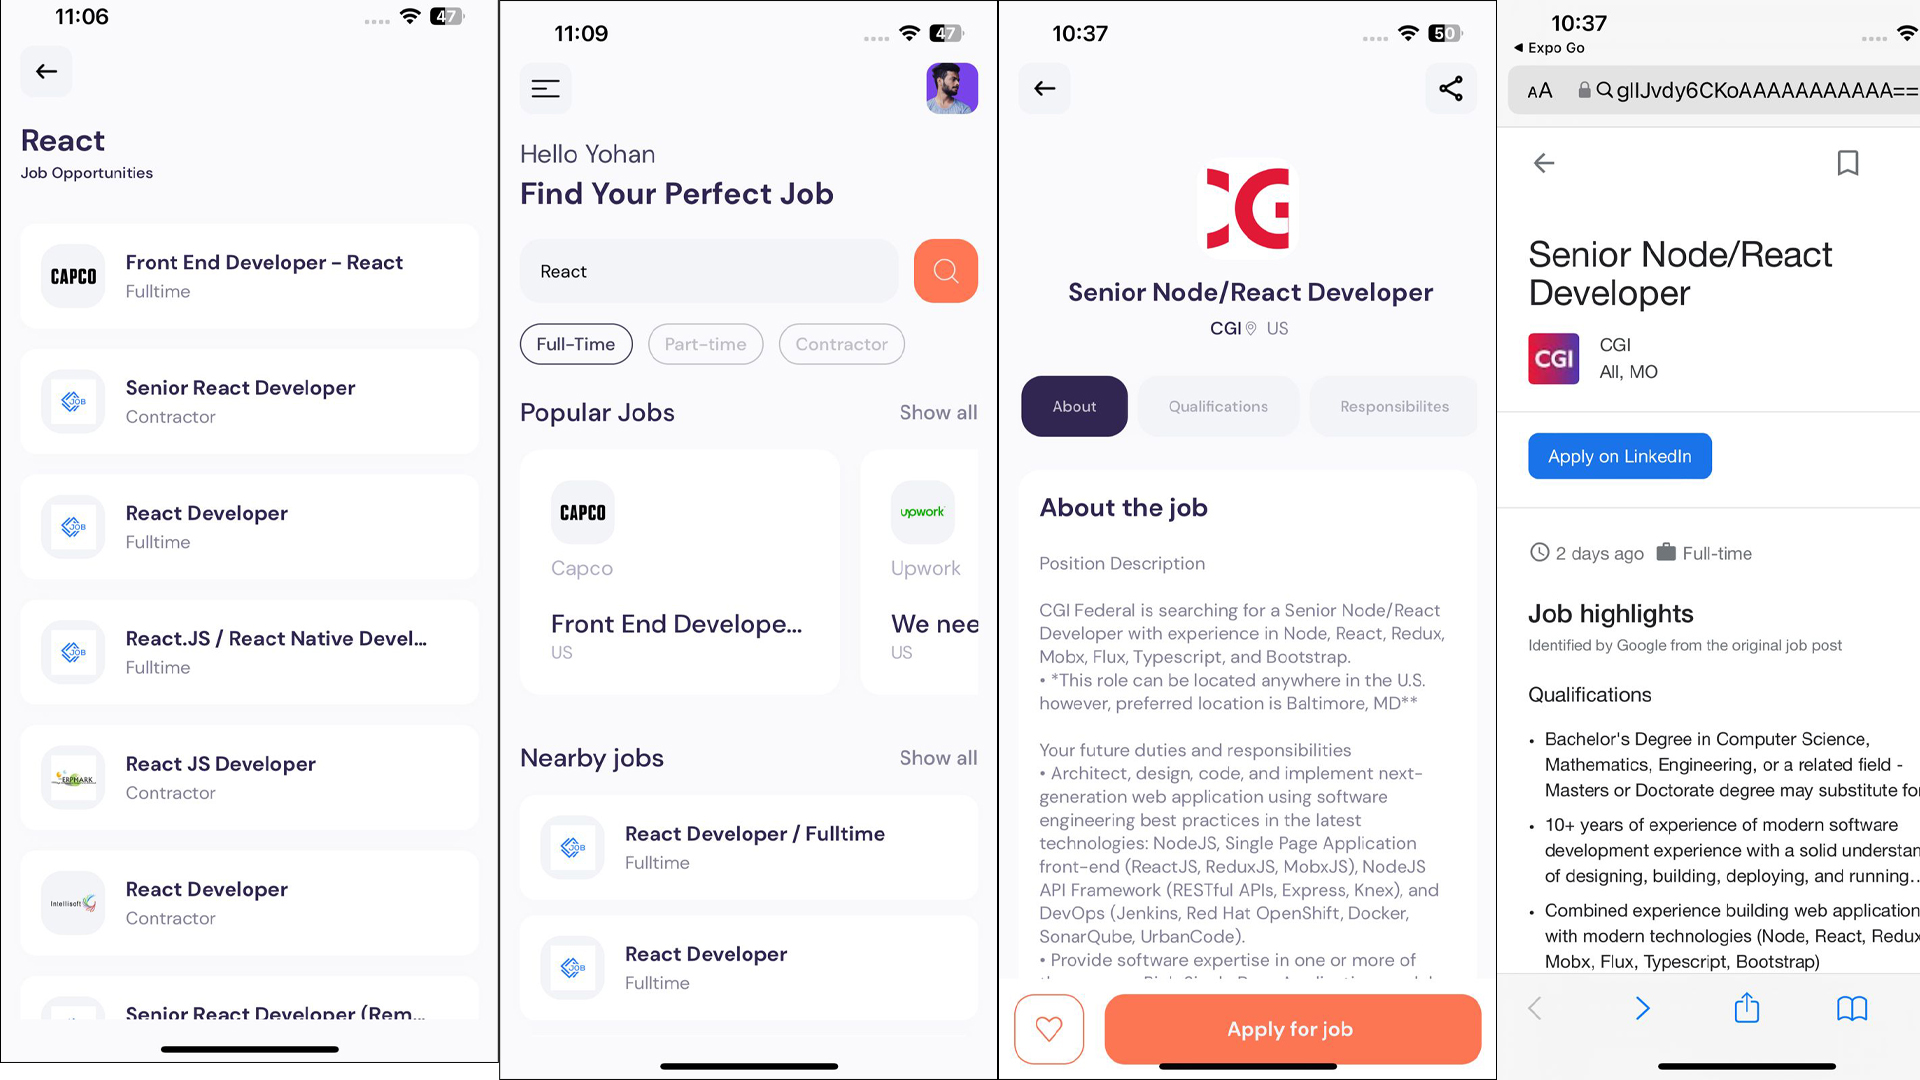 11:06
47
React
Job Opportunities
CAPCO
Front End Developer - React
Fulltime
JOB
Senior React Developer
Contractor
JOB
React Developer
Fulltime
JOB
React.JS / React Native Devel...
Fulltime
ERPMARK
React JS Developer
Contractor
Intellisoft
React Developer
Contractor
Senior React Developer (Rem...
11:09
47
Hello Yohan
Find Your Perfect Job
React
Full-Time
Part-time
Contractor
Popular Jobs
Show all
CAPCO
Capco
Front End Develope...
US
upwork
Upwork
We nee
US
Nearby jobs
Show all
JOB
React Developer / Fulltime
Fulltime
JOB
React Developer
Fulltime
10:37
50
CG
Senior Node/React Developer
CGI US
About
Qualifications
Responsibilites
About the job
Position Description
CGI Federal is searching for a Senior Node/React
Developer with experience in Node, React, Redux,
Mobx, Flux, Typescript, and Bootstrap.
• *This role can be located anywhere in the U.S.
however, preferred location is Baltimore, MD**
Your future duties and responsibilities
• Architect, design, code, and implement next-
generation web application using software
engineering best practices in the latest
technologies: NodeJS, Single Page Application
front-end (ReactJS, ReduxJS, MobxJS), NodeJS
API Framework (RESTful APIs, Express, Knex), and
DevOps (Jenkins, Red Hat OpenShift, Docker,
SonarQube, UrbanCode).
• Provide software expertise in one or more of
Apply for job
10:37
◀ Expo Go
AA
glIJvdy6CKoAAAAAAAAAAA==
Senior Node/React
Developer
CGI
CGI
All, MO
Apply on LinkedIn
2 days ago
Full-time
Job highlights
Identified by Google from the original job post
Qualifications
• Bachelor's Degree in Computer Science,
Mathematics, Engineering, or a related field -
Masters or Doctorate degree may substitute fo
• 10+ years of experience of modern software
development experience with a solid understan
of designing, building, deploying, and running...
• Combined experience building web application
with modern technologies (Node, React, Redux
Mobx, Flux, Typescript, Bootstrap)